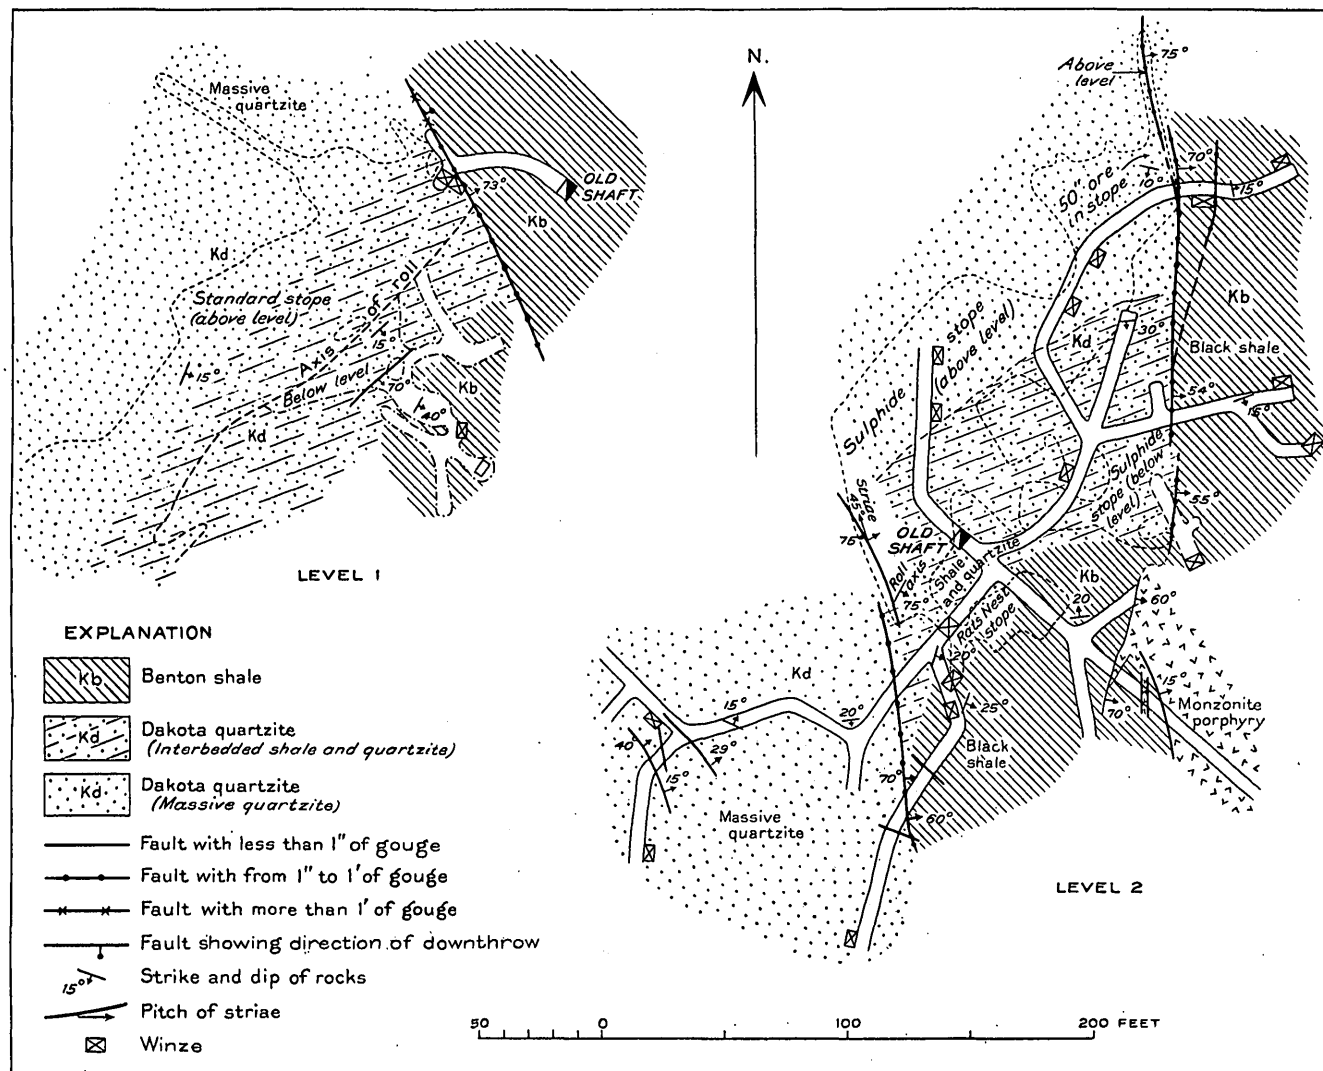 Massive
quartzite
OLD
SHAFT
73°
Kb
Kd
Standard stope
(above level)
Axis of roll
15°
15°
Below level
70°
Kb
40°
Kd
LEVEL 1
N.
75°
Above
level
70°
10°
15°
50' ore
in stope
Kb
Sulphide stope
(above level)
Kd
30°
Black shale
54°
15°
Sulphide
stope (below
level)
55°
Striae
45°
75°
OLD
SHAFT
Roll
axis
75°
Shale
and quartzite
Kb
20
60°
Rats Nest
stope
20°
Kd
15°
20°
25°
Black
shale
15°
70°
Monzonite
porphyry
40°
29°
15°
70°
60°
Massive
quartzite
LEVEL 2
EXPLANATION
Kb
Benton shale
Kd
Dakota quartzite
(Interbedded shale and quartzite)
Kd
Dakota quartzite
(Massive quartzite)
Fault with less than 1" of gouge
Fault with from 1" to 1' of gouge
Fault with more than 1' of gouge
Fault showing direction of downthrow
15°
Strike and dip of rocks
Pitch of striae
Winze
50 0 100 200 FEET